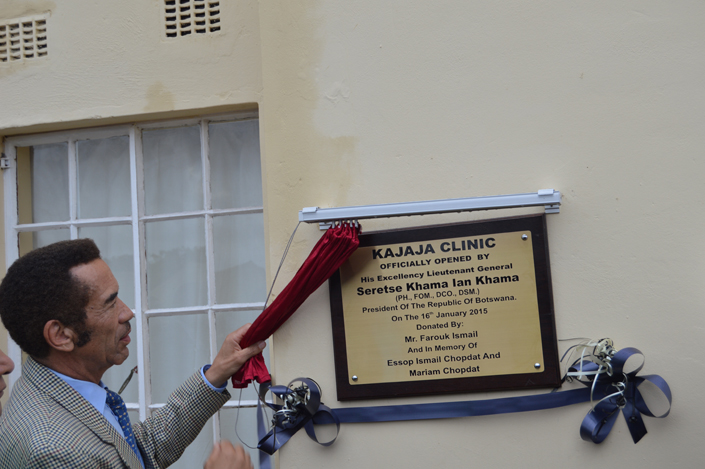 KAJAJA CLINIC
OFFICIALLY OPENED BY
His Excellency Lieutenant General
Seretse Khama Ian Khama
(PH., FOM., DCO., DSM.)
President Of The Republic Of Botswana.
On The 16th January 2015
Donated By:
Mr. Farouk Ismail
And In Memory Of
Essop Ismail Chopdat And
Mariam Chopdat